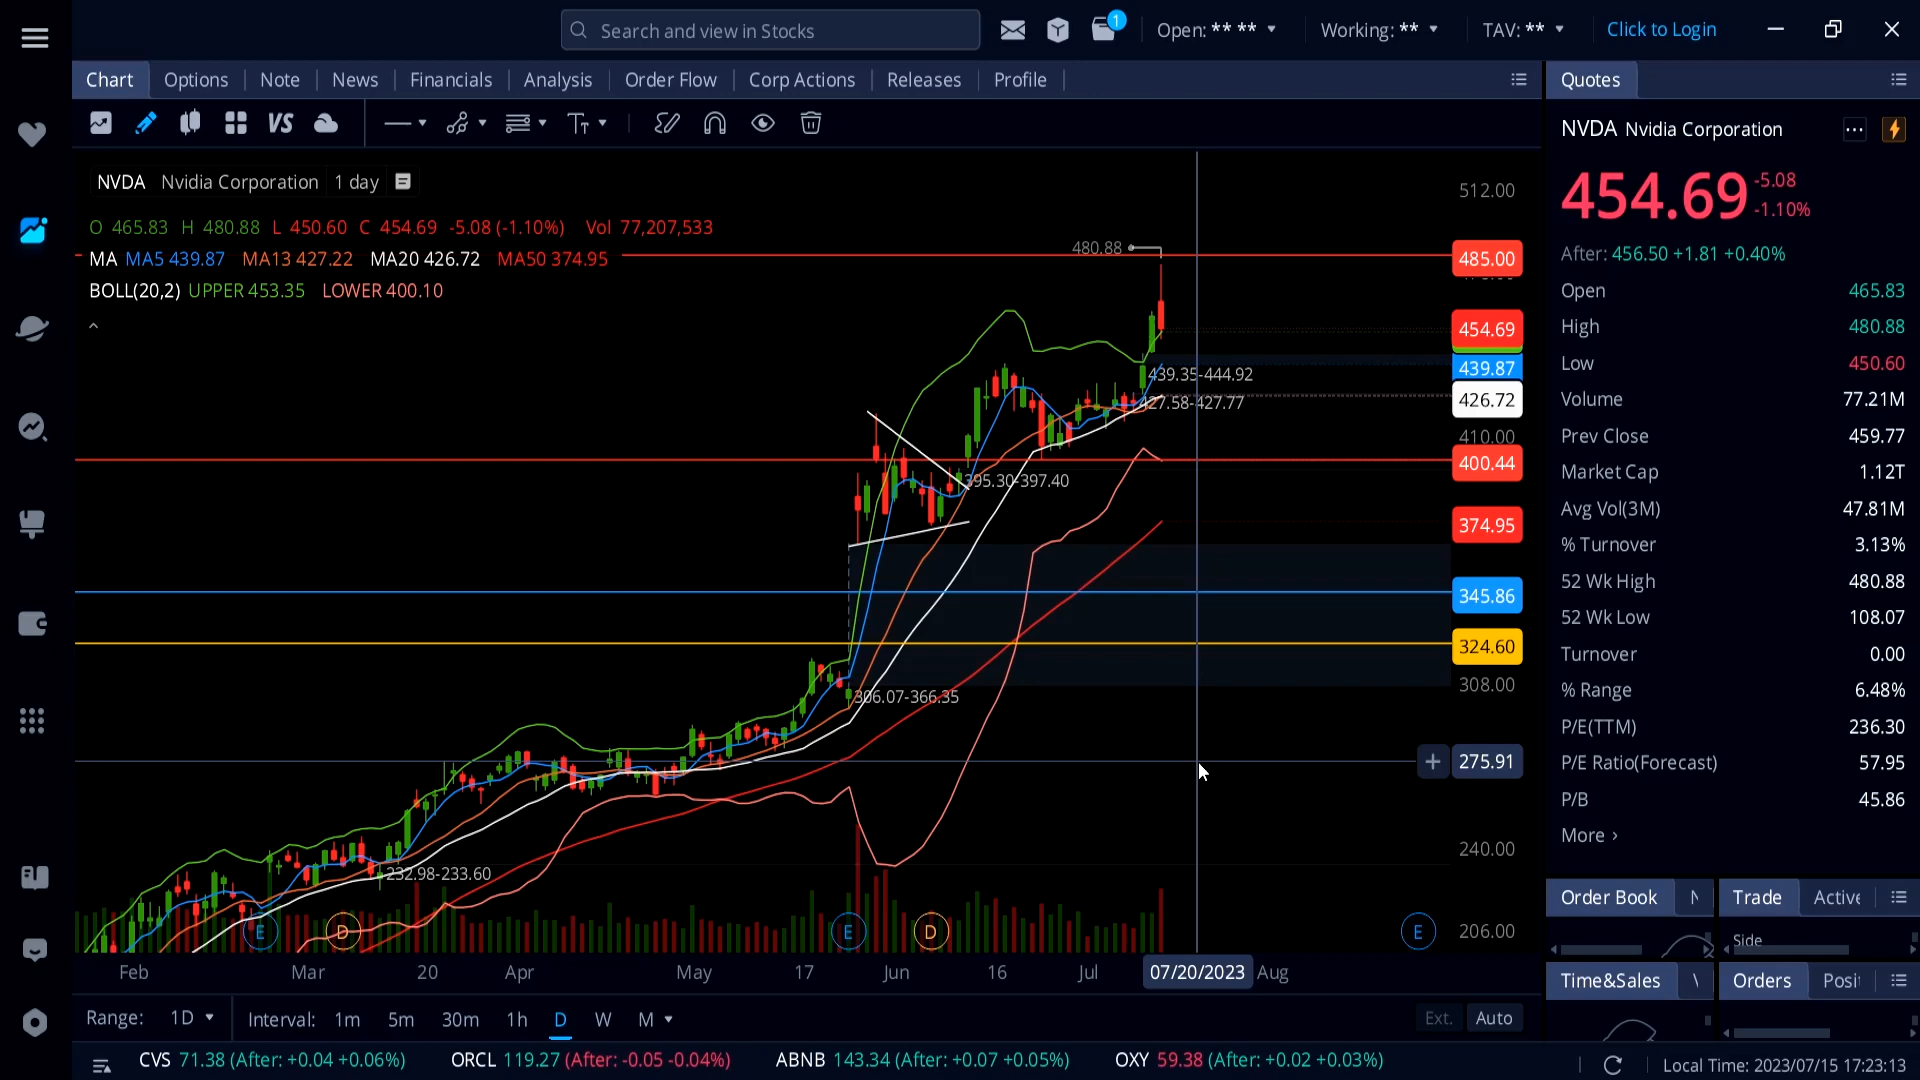 Search and view in Stocks
1
Open: ** **
Working: **
TAV: **
Click to Login
Chart Options Note News Financials Analysis Order Flow Corp Actions Releases Profile
Quotes
VS
NVDA Nvidia Corporation
NVDA Nvidia Corporation 1 day
454.69 -5.08
-1.10%
O 465.83 H 480.88 L 450.60 C 454.69 -5.08 (-1.10%) Vol 77,207,533
MA MA5 439.87 MA13 427.22 MA20 426.72 MA50 374.95
BOLL(20,2) UPPER 453.35 LOWER 400.10
After: 456.50 +1.81 +0.40%
Open 465.83
High 480.88
Low 450.60
Volume 77.21M
Prev Close 459.77
Market Cap 1.12T
Avg Vol(3M) 47.81M
% Turnover 3.13%
52 Wk High 480.88
52 Wk Low 108.07
Turnover 0.00
% Range 6.48%
P/E(TTM) 236.30
P/E Ratio(Forecast) 57.95
P/B 45.86
More ›
512.00
480.88
485.00
454.69
439.87
439.35-444.92
426.72
427.58-427.77
410.00
400.44
395.30-397.40
374.95
345.86
324.60
308.00
306.07-366.35
275.91
240.00
232.98-233.60
206.00
E D E D E
Feb Mar 20 Apr May 17 Jun 16 Jul 07/20/2023 Aug
Order Book
Trade Active
Side
Time&Sales
Orders Posit
Range: 1D Interval: 1m 5m 30m 1h D W M
Ext. Auto
CVS 71.38 (After: +0.04 +0.06%) ORCL 119.27 (After: -0.05 -0.04%) ABNB 143.34 (After: +0.07 +0.05%) OXY 59.38 (After: +0.02 +0.03%)
Local Time: 2023/07/15 17:23:13